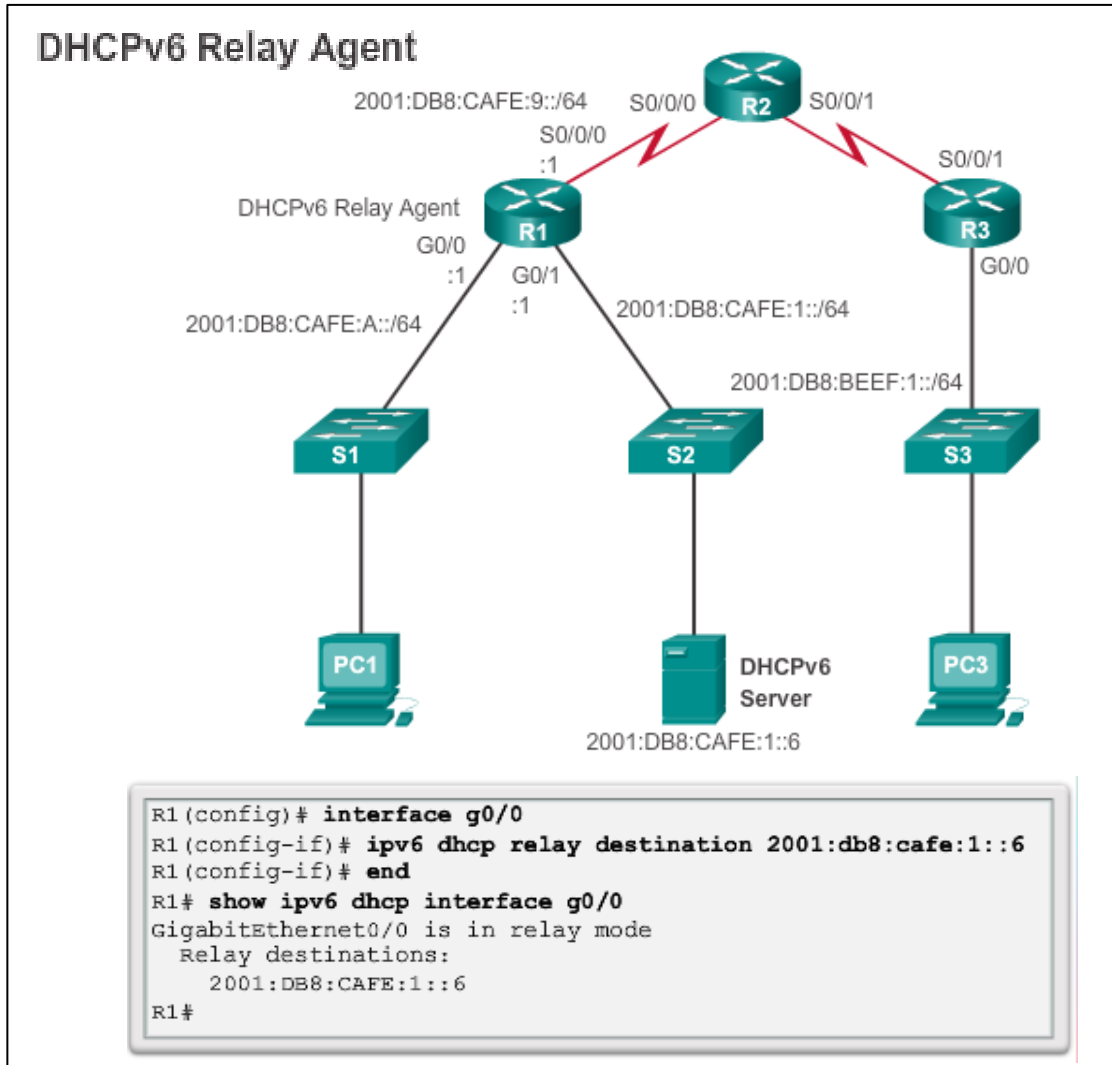 DHCPv6 Relay Agent
2001:DB8:CAFE:9::/64
S0/0/0
R2
S0/0/1
S0/0/0
:1
S0/0/1
DHCPv6 Relay Agent
R1
R3
G0/0
:1
G0/1
:1
G0/0
2001:DB8:CAFE:A::/64
2001:DB8:CAFE:1::/64
2001:DB8:BEEF:1::/64
S1
S2
S3
PC1
DHCPv6
Server
PC3
2001:DB8:CAFE:1::6
R1(config)# interface g0/0
R1(config-if)# ipv6 dhcp relay destination 2001:db8:cafe:1::6
R1(config-if)# end
R1# show ipv6 dhcp interface g0/0
GigabitEthernet0/0 is in relay mode
  Relay destinations:
    2001:DB8:CAFE:1::6
R1#